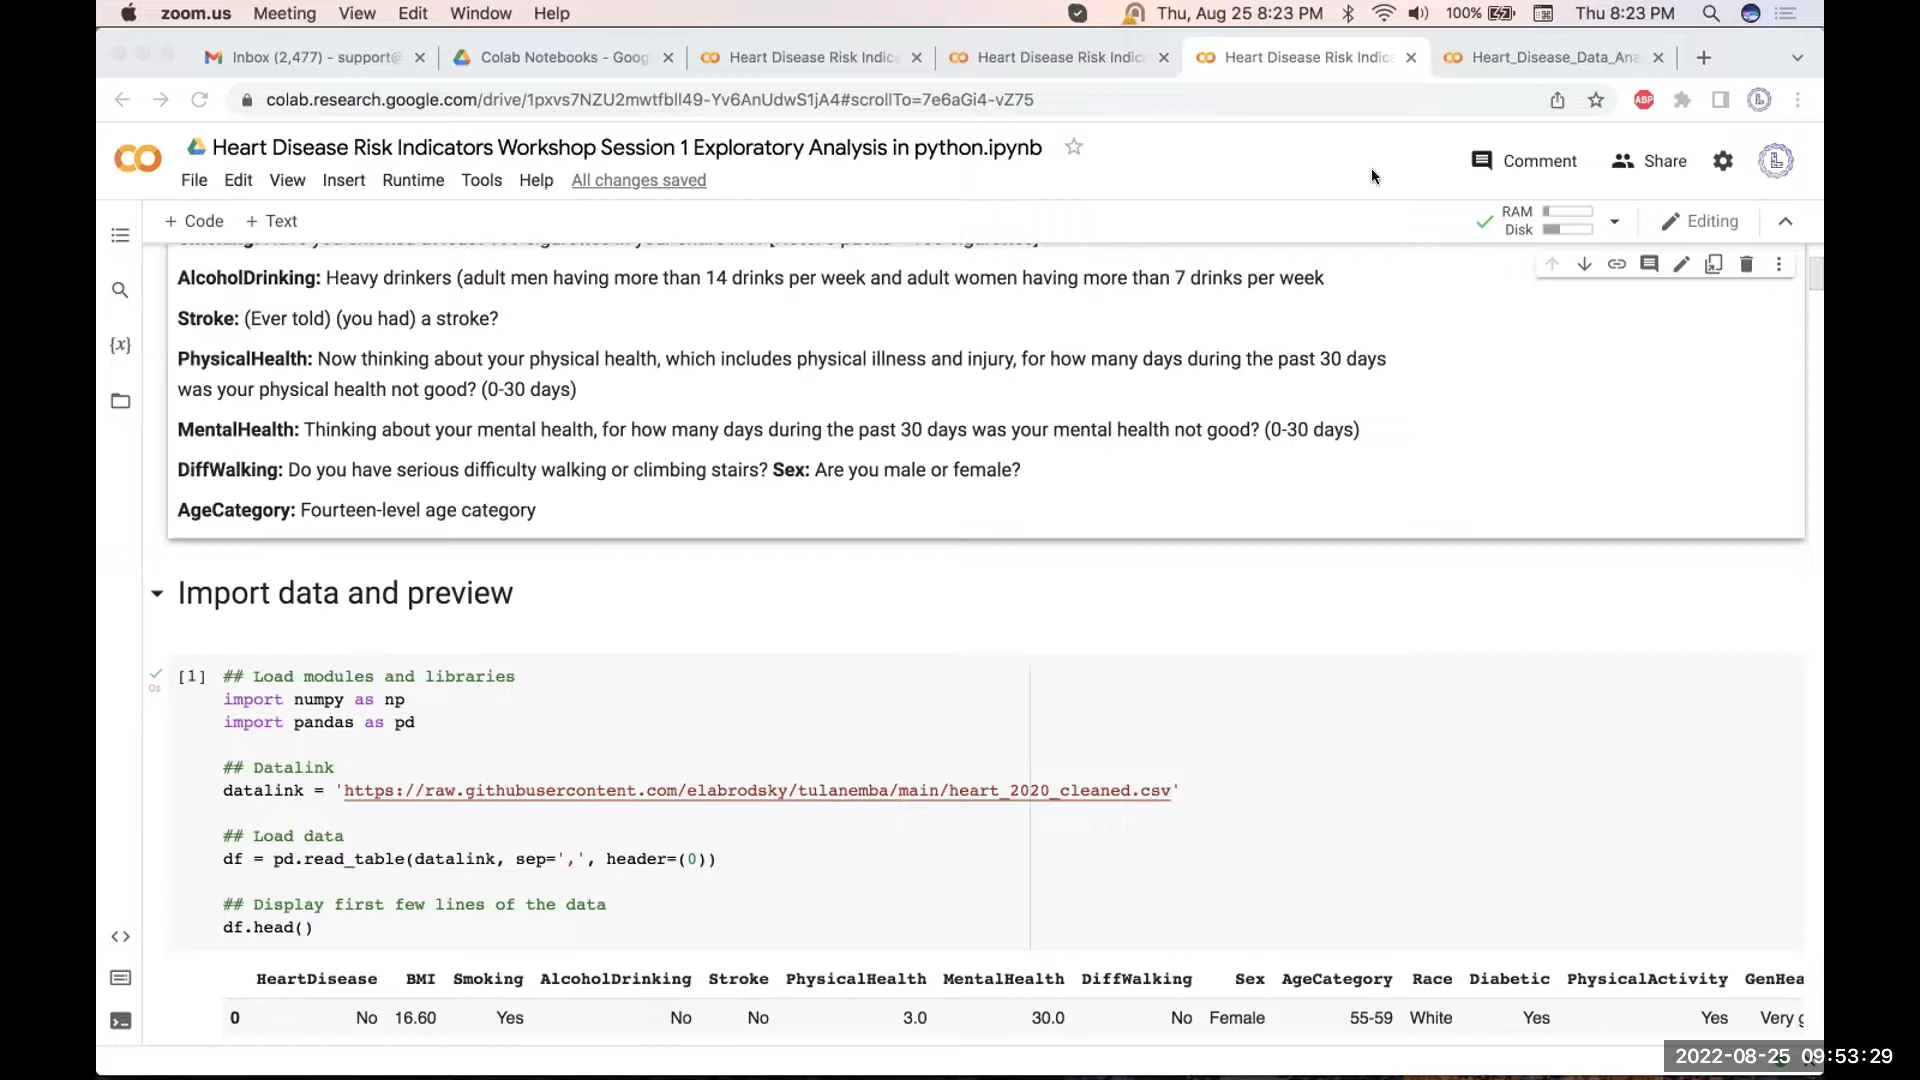 zoom.us Meeting View Edit Window Help Thu, Aug 25 8:23 PM 100% Thu 8:23 PM
Inbox (2,477) - support@ Colab Notebooks - Goog Heart Disease Risk Indic Heart Disease Risk Indic Heart Disease Risk Indic Heart_Disease_Data_Ana
colab.research.google.com/drive/1pxvs7NZU2mwtfbll49-Yv6AnUdwS1jA4#scrollTo=7e6aGi4-vZ75 ABP
Heart Disease Risk Indicators Workshop Session 1 Exploratory Analysis in python.ipynb
Comment Share
File Edit View Insert Runtime Tools Help All changes saved
+ Code + Text RAM Disk Editing
AlcoholDrinking: Heavy drinkers (adult men having more than 14 drinks per week and adult women having more than 7 drinks per week
Stroke: (Ever told) (you had) a stroke?
PhysicalHealth: Now thinking about your physical health, which includes physical illness and injury, for how many days during the past 30 days
was your physical health not good? (0-30 days)
MentalHealth: Thinking about your mental health, for how many days during the past 30 days was your mental health not good? (0-30 days)
DiffWalking: Do you have serious difficulty walking or climbing stairs? Sex: Are you male or female?
AgeCategory: Fourteen-level age category
Import data and preview
[1] ## Load modules and libraries
0s
import numpy as np
import pandas as pd
## Datalink
datalink = 'https://raw.githubusercontent.com/elabrodsky/tulanemba/main/heart_2020_cleaned.csv'
## Load data
df = pd.read_table(datalink, sep=',', header=(0))
## Display first few lines of the data
df.head()
HeartDisease BMI Smoking AlcoholDrinking Stroke PhysicalHealth MentalHealth DiffWalking Sex AgeCategory Race Diabetic PhysicalActivity GenHea
0 No 16.60 Yes No No 3.0 30.0 No Female 55-59 White Yes Yes Very g
2022-08-25 09:53:29